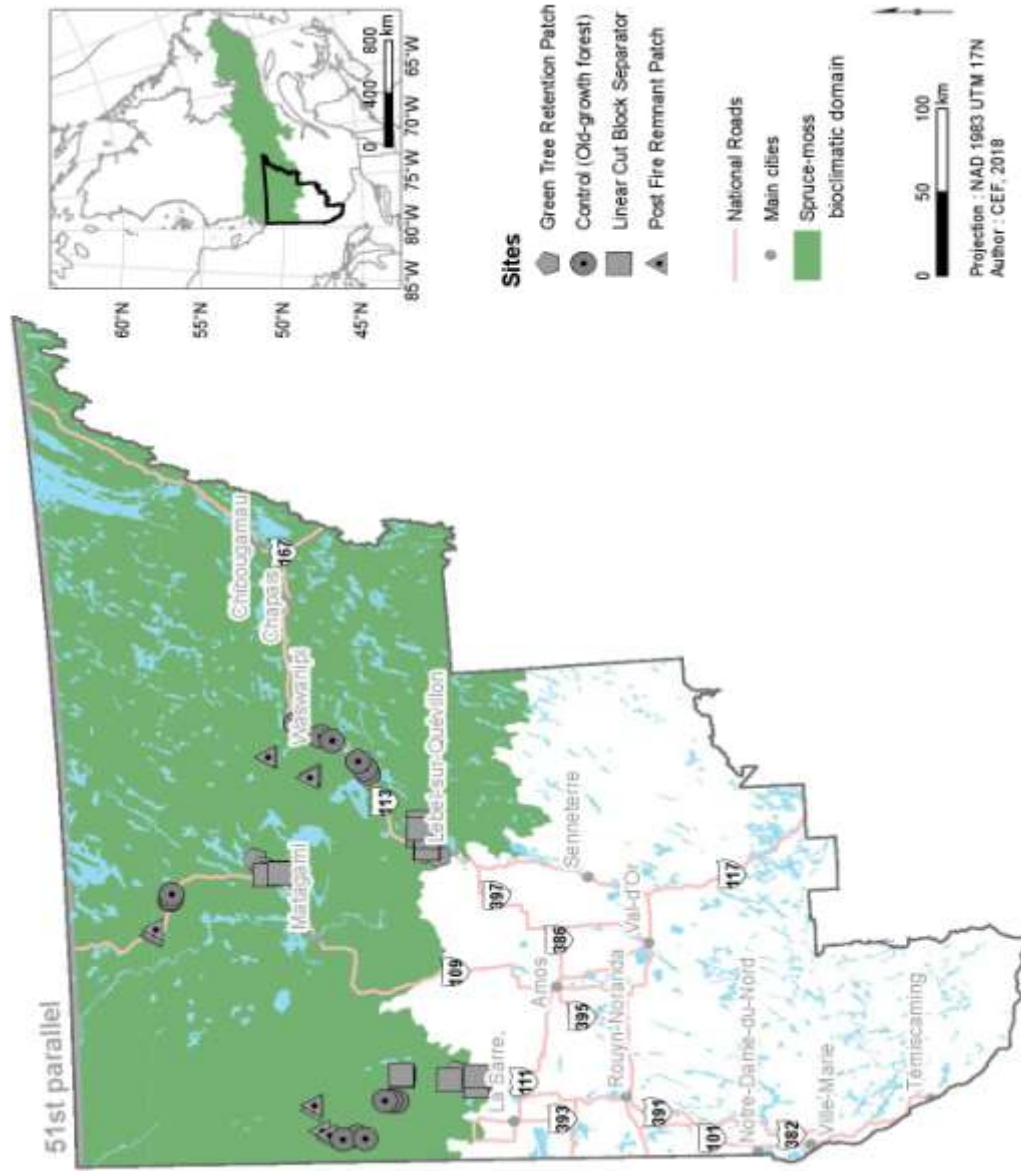 51st parallel
Chibougamau
Chapais
167
Waswanipi
113
Lebel-sur-Quévillon
Matagami
109
397
Senneterre
386
Val-d'Or
117
Amos
395
La Sarre
111
393
Rouyn-Noranda
391
101
Notre-Dame-du-Nord
382
Ville-Marie
Témiscaming
60°N
55°N
50°N
45°N
85°W
80°W
75°W
70°W
65°W
0 400 800
km
Sites
Green Tree Retention Patch
Control (Old-growth forest)
Linear Cut Block Separator
Post Fire Remnant Patch
National Roads
Main cities
Spruce-moss
bioclimatic domain
0 50 100
km
Projection : NAD 1983 UTM 17N
Author : CEF, 2018